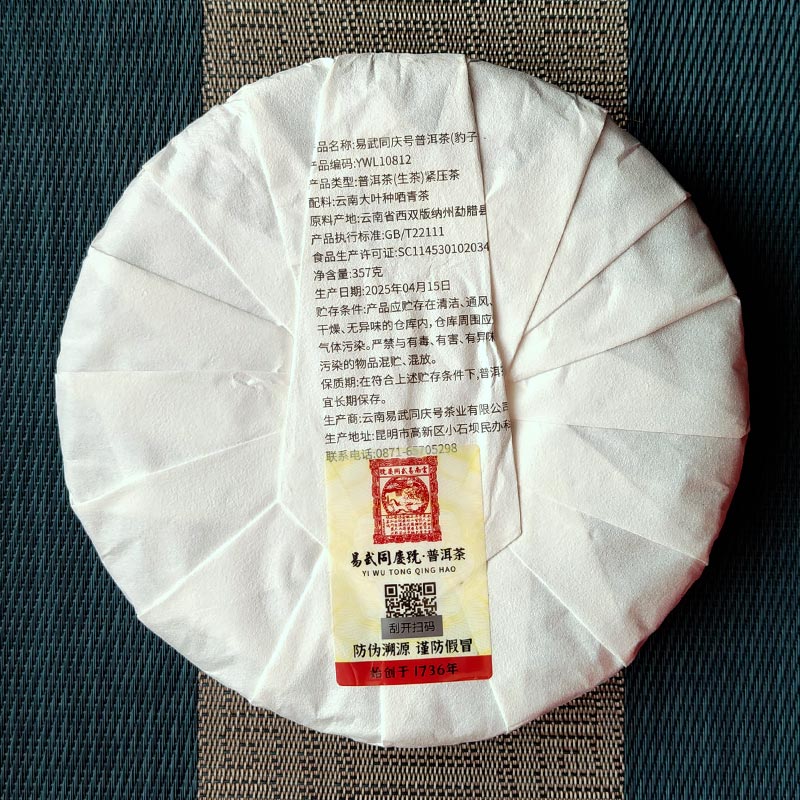 品名称:易武同庆号普洱茶(豹子
产品编码:YWL10812
产品类型:普洱茶(生茶)紧压茶
配料:云南大叶种晒青茶
原料产地:云南省西双版纳州勐腊县
产品执行标准:GB/T22111
食品生产许可证:SC114530102034
净含量:357克
生产日期:2025年04月15日
贮存条件:产品应贮存在清洁、通风、
干燥、无异味的仓库内,仓库周围应
气体污染。严禁与有毒、有害、有异味
污染的物品混贮、混放。
保质期:在符合上述贮存条件下,普洱
宜长期保存。
生产商:云南易武同庆号茶业有限公司
生产地址:昆明市高新区小石坝民办科
联系电话:0871-65705298
雲南易武同慶號
易武同慶號·普洱茶
YI WU TONG QING HAO
刮开扫码
防伪溯源 谨防假冒
始创于1736年